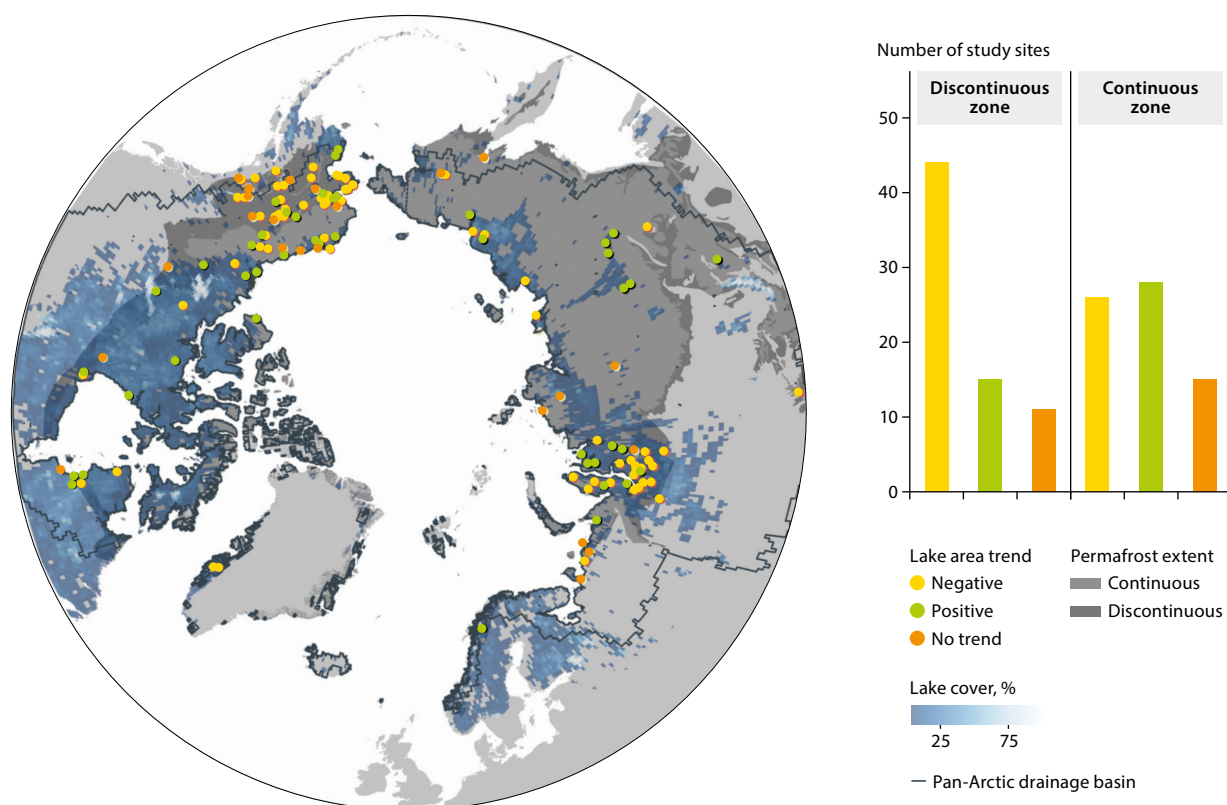 Number of study sites
Discontinuous
zone
Continuous
zone
50
40
30
20
10
0
Lake area trend
Negative
Positive
No trend
Permafrost extent
Continuous
Discontinuous
Lake cover, %
25 75
Pan-Arctic drainage basin